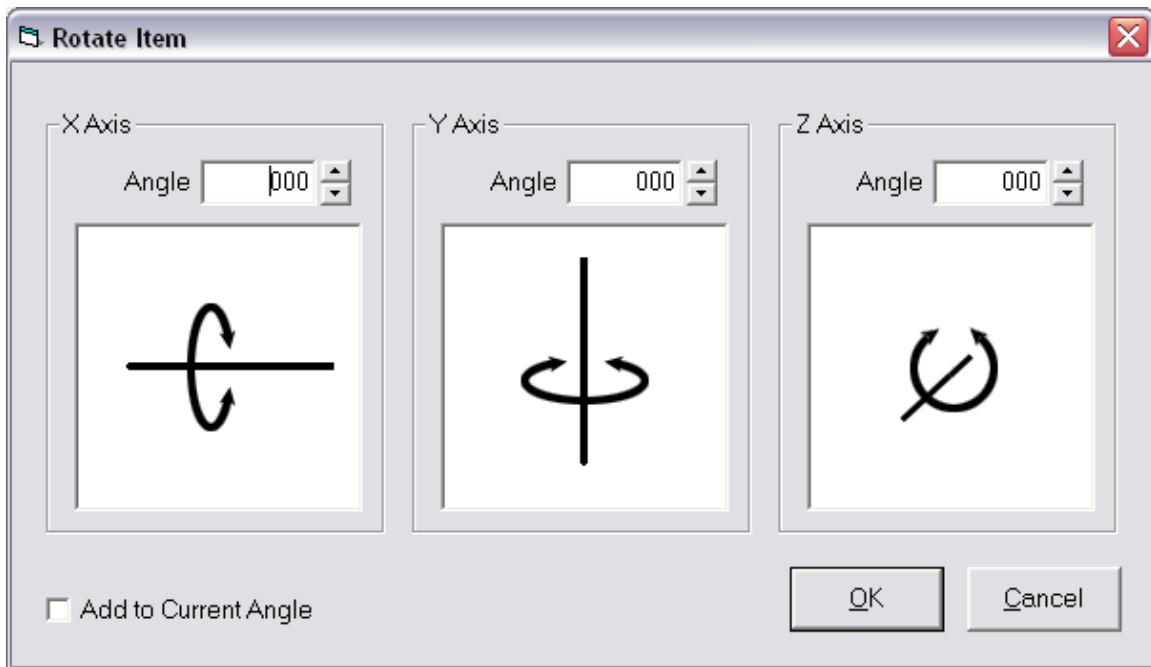 Rotate Item
X Axis Y Axis Z Axis
Angle 000 Angle 000 Angle 000
Add to Current Angle OK Cancel